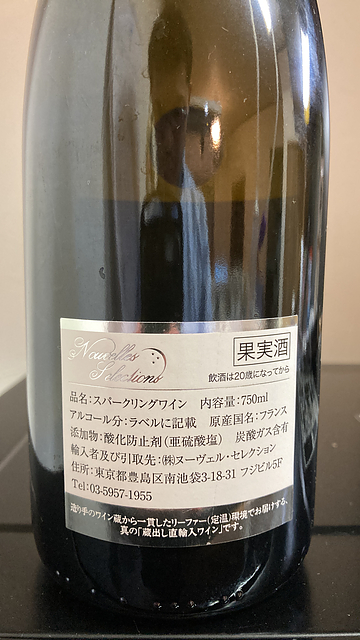 Nouvelles
Selections
果実酒
飲酒は20歳になってから
品名:スパークリングワイン 内容量:750ml
アルコール分:ラベルに記載 原産国名:フランス
添加物:酸化防止剤(亜硫酸塩) 炭酸ガス含有
輸入者及び引取先:㈱ヌーヴェル・セレクション
住所:東京都豊島区南池袋3-18-31 フジビル5F
Tel:03-5957-1955
造り手のワイン蔵から一貫したリーファー(定温)環境でお届けする、
真の「蔵出し直輸入ワイン」です。